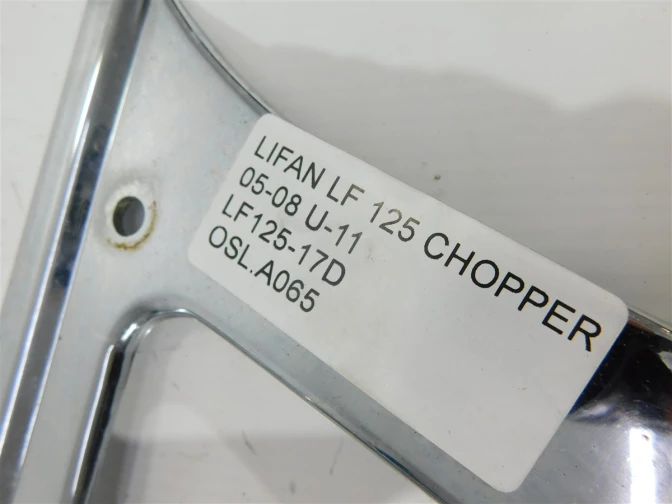 LIFAN LF 125 CHOPPER
05-08 U-11
LF125-17D
OSL.A065